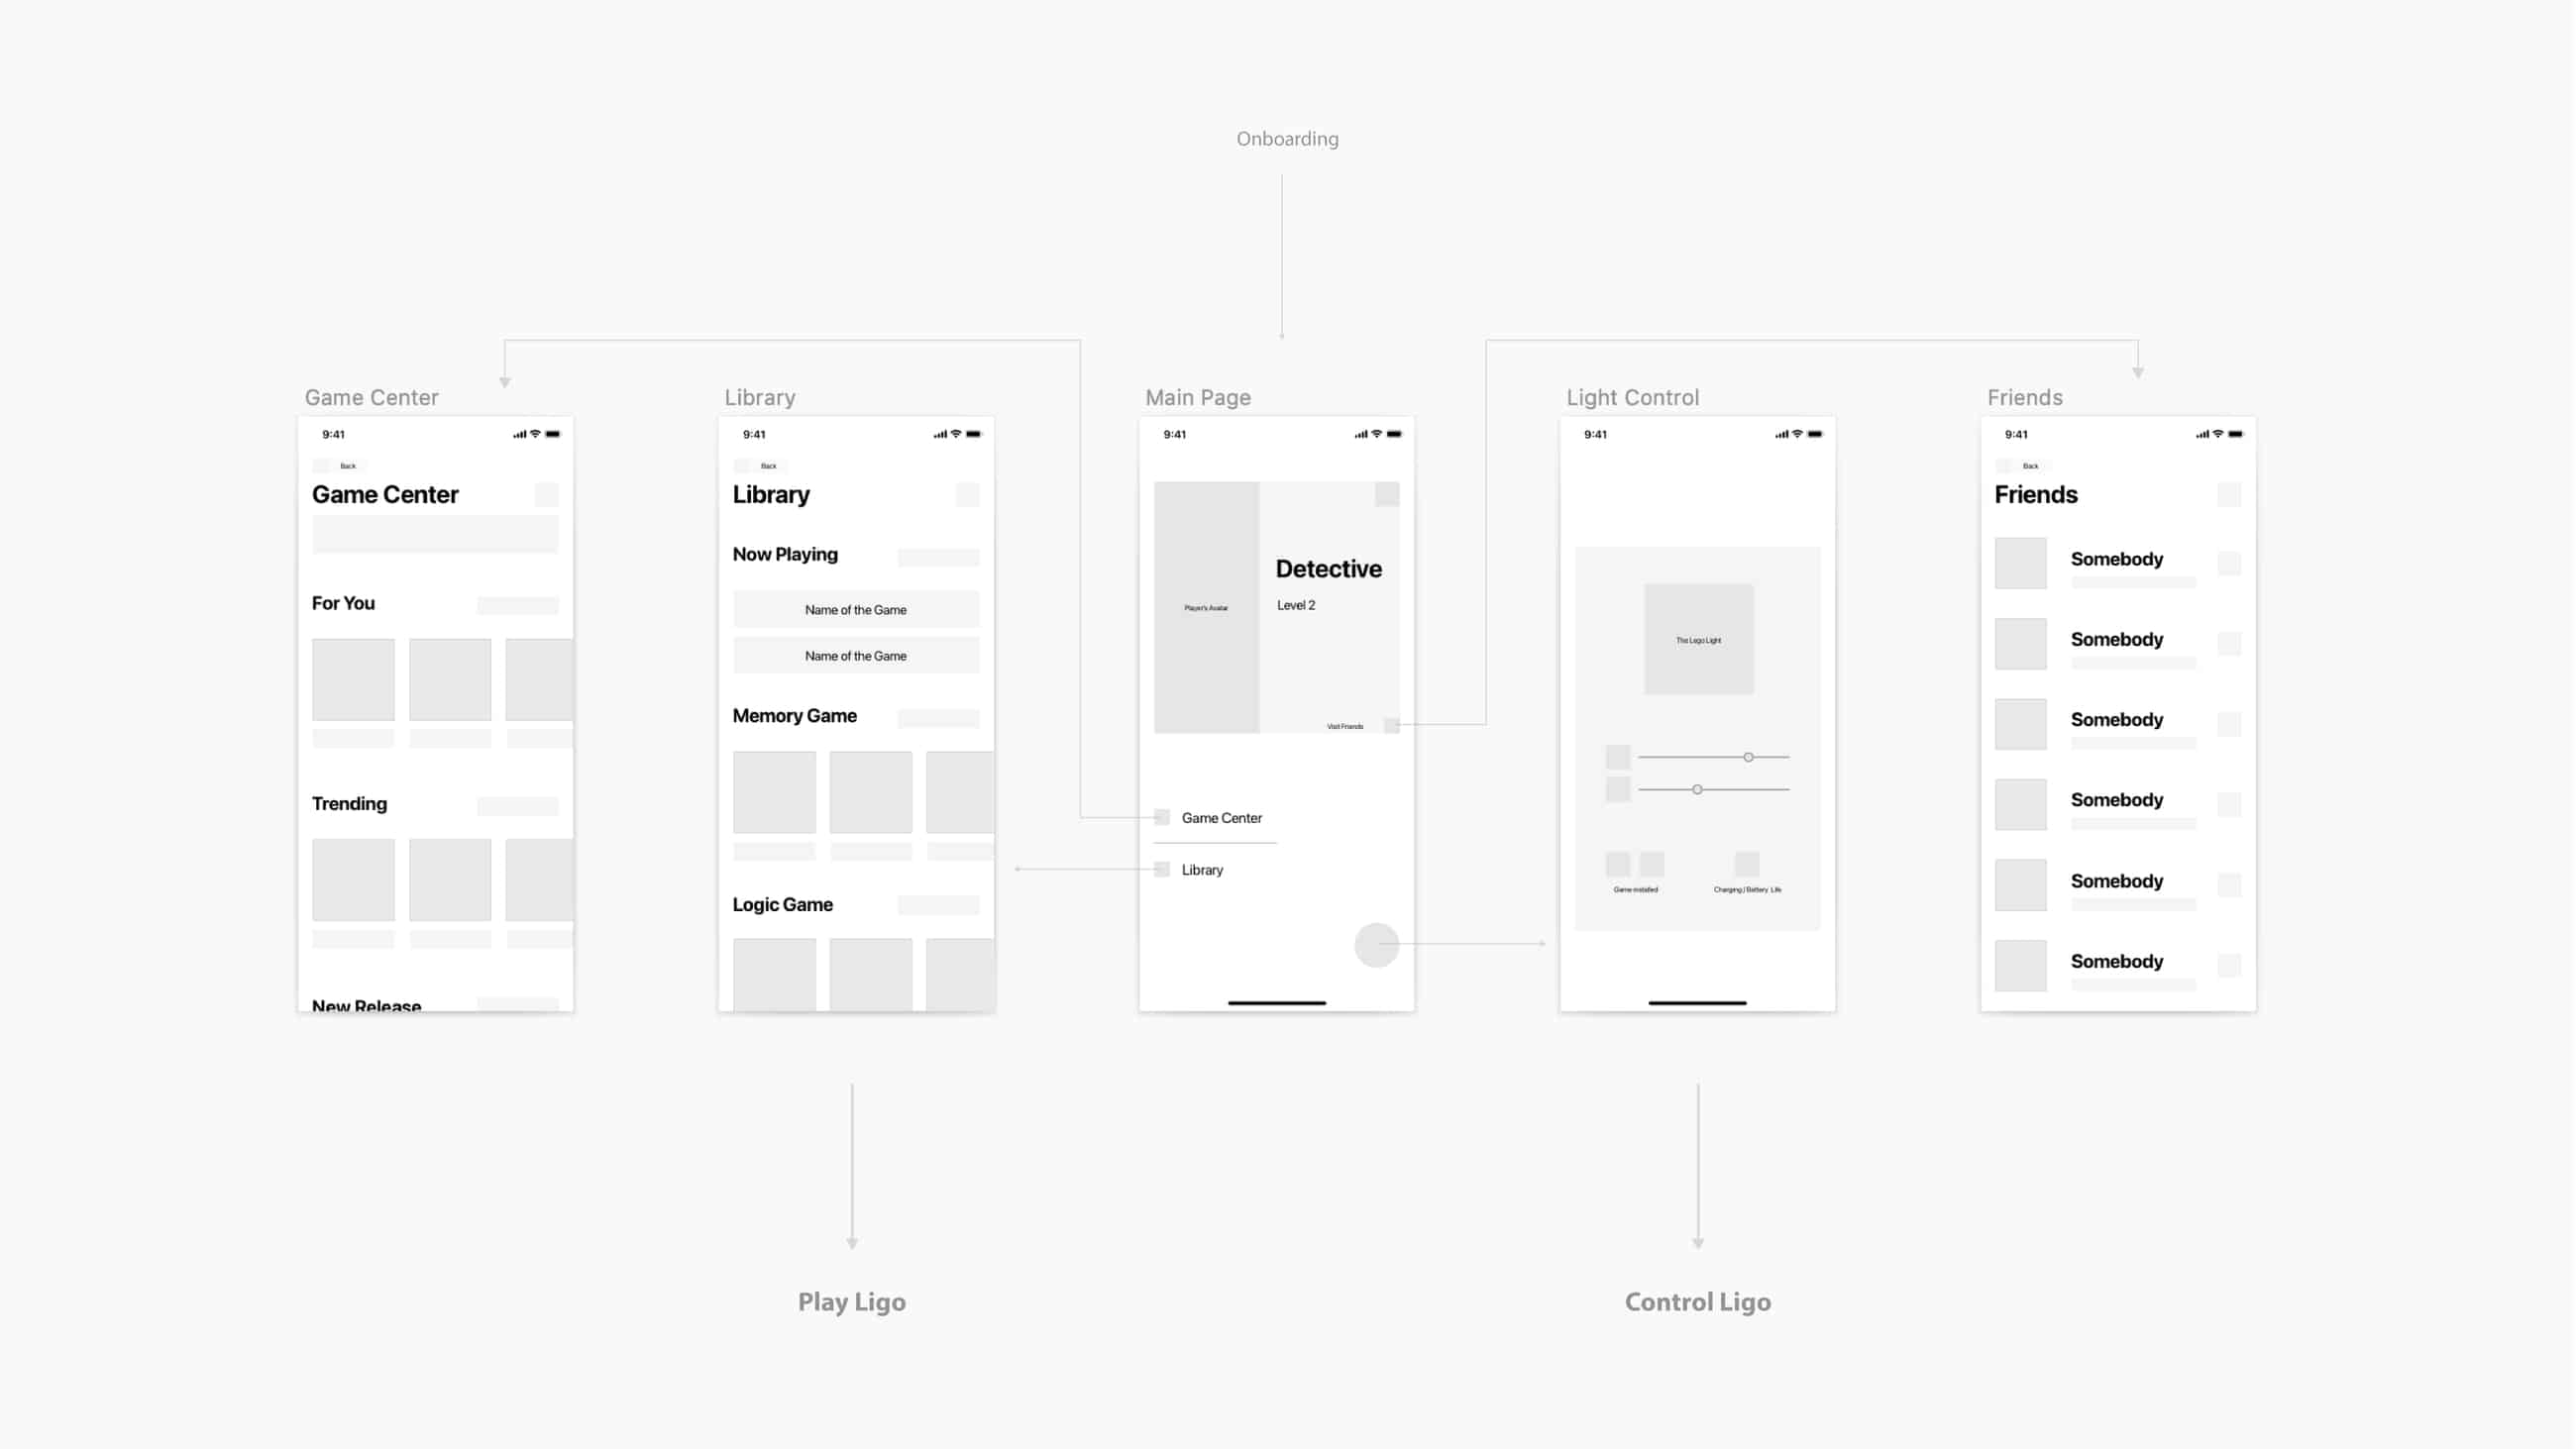 Onboarding
Game Center
9:41
Back
Game Center
For You
Trending
New Release
Library
9:41
Back
Library
Now Playing
Name of the Game
Name of the Game
Memory Game
Logic Game
Main Page
9:41
Player's Avatar
Detective
Level 2
Visit Friends
Game Center
Library
Light Control
9:41
The Logo Light
Game Installed
Charging / Battery Life
Friends
9:41
Back
Friends
Somebody
Somebody
Somebody
Somebody
Somebody
Somebody
Play Ligo
Control Ligo